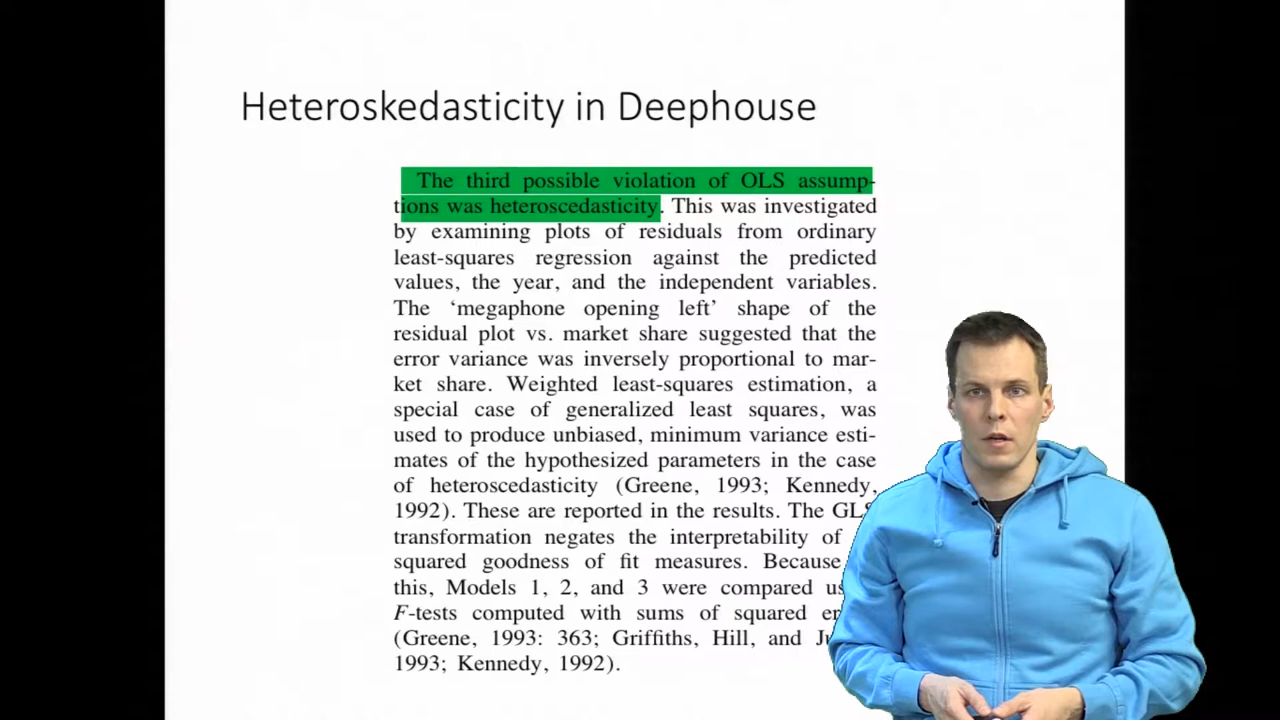 Heteroskedasticity in Deephouse
The third possible violation of OLS assump-
tions was heteroscedasticity. This was investigated
by examining plots of residuals from ordinary
least-squares regression against the predicted
values, the year, and the independent variables.
The ‘megaphone opening left’ shape of the
residual plot vs. market share suggested that the
error variance was inversely proportional to mar-
ket share. Weighted least-squares estimation, a
special case of generalized least squares, was
used to produce unbiased, minimum variance esti-
mates of the hypothesized parameters in the case
of heteroscedasticity (Greene, 1993; Kennedy,
1992). These are reported in the results. The
transformation negates the interpretability of
squared goodness of fit measures. Because
this, Models 1, 2, and 3 were compared
F-tests computed with sums of squared
(Greene, 1993: 363; Griffiths, Hill, and
1993; Kennedy, 1992).